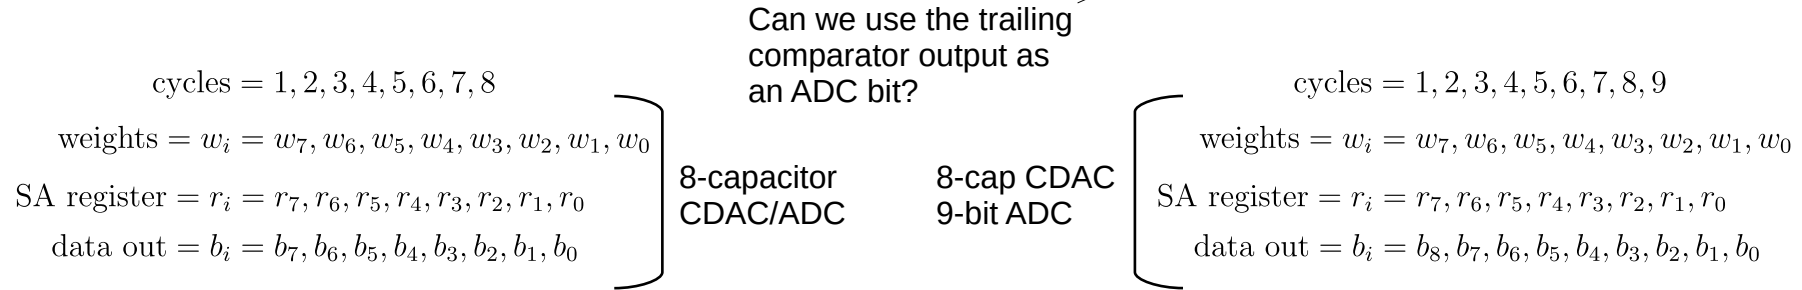 Can we use the trailing
comparator output as
an ADC bit?
cycles = 1, 2, 3, 4, 5, 6, 7, 8
weights = w_i = w_7, w_6, w_5, w_4, w_3, w_2, w_1, w_0
SA register = r_i = r_7, r_6, r_5, r_4, r_3, r_2, r_1, r_0
data out = b_i = b_7, b_6, b_5, b_4, b_3, b_2, b_1, b_0
8-capacitor
CDAC/ADC
8-cap CDAC
9-bit ADC
cycles = 1, 2, 3, 4, 5, 6, 7, 8, 9
weights = w_i = w_7, w_6, w_5, w_4, w_3, w_2, w_1, w_0
SA register = r_i = r_7, r_6, r_5, r_4, r_3, r_2, r_1, r_0
data out = b_i = b_8, b_7, b_6, b_5, b_4, b_3, b_2, b_1, b_0